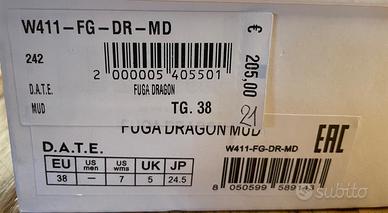 W411-FG-DR-MD
242
2 000005 405501
D.A.T.E. FUGA DRAGON
MUD TG. 38
€ 205,00
21
FUGA DRAGON MUD
D.A.T.E. W411-FG-DR-MD
EAC
EU US men US wms UK JP
38 — 7 5 24.5
8 050599 589143
subito